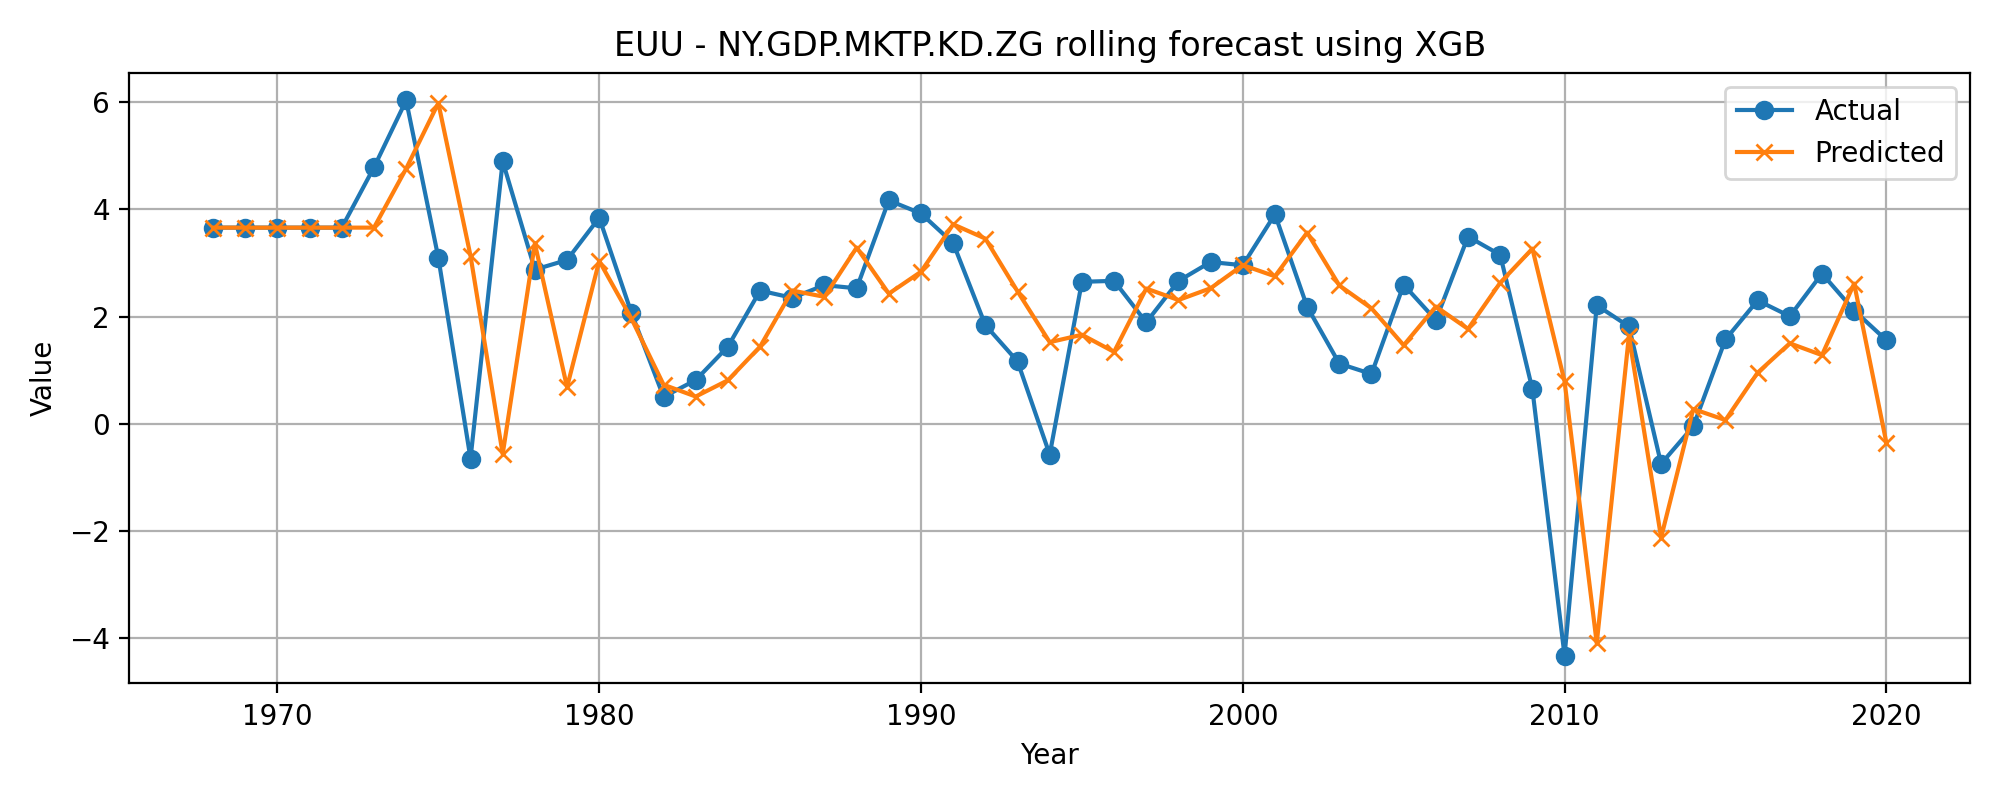 EUU - NY.GDP.MKTP.KD.ZG rolling forecast using XGB
Actual
Predicted
6
4
2
0
−2
−4
Value
1970 1980 1990 2000 2010 2020
Year